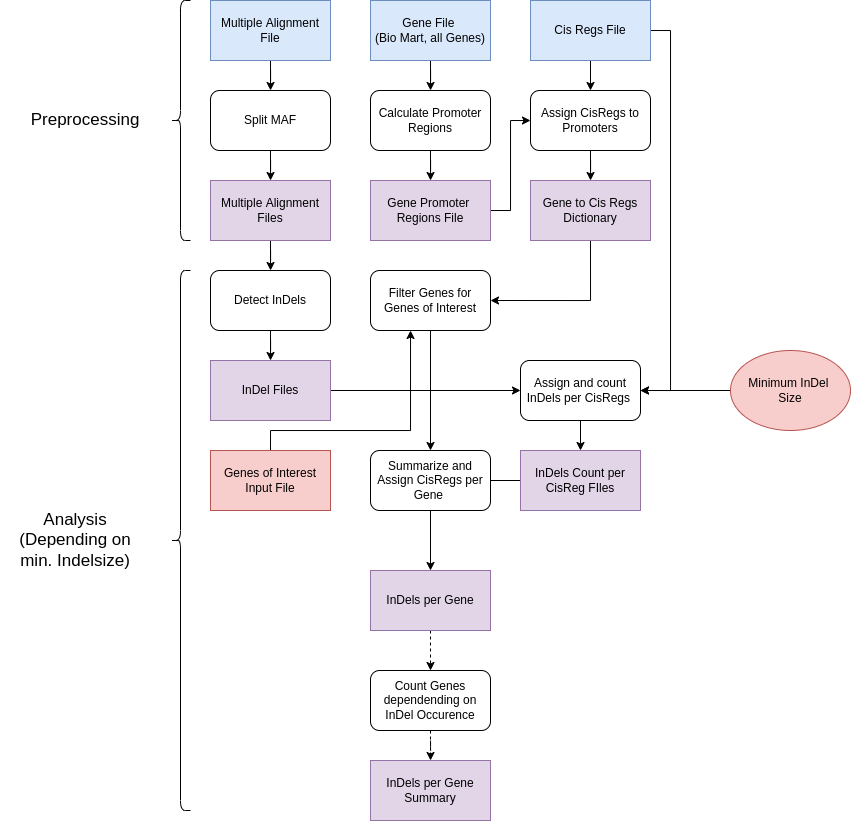 Multiple Alignment
File
Gene File
(Bio Mart, all Genes)
Cis Regs File
Preprocessing
Split MAF
Calculate Promoter
Regions
Assign CisRegs to
Promoters
Multiple Alignment
Files
Gene Promoter
Regions File
Gene to Cis Regs
Dictionary
Detect InDels
Filter Genes for
Genes of Interest
InDel Files
Assign and count
InDels per CisRegs
Minimum InDel
Size
Genes of Interest
Input File
Summarize and
Assign CisRegs per
Gene
InDels Count per
CisReg FIles
Analysis
(Depending on
min. Indelsize)
InDels per Gene
Count Genes
dependending on
InDel Occurence
InDels per Gene
Summary